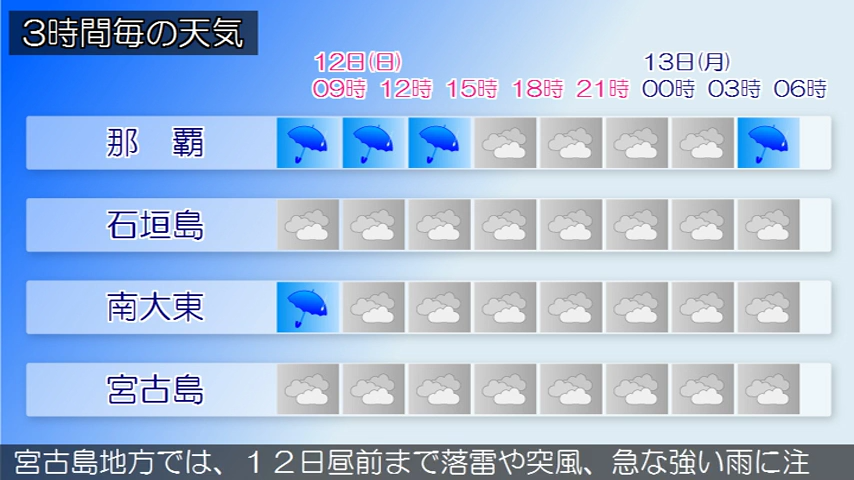 3時間毎の天気
12日(日) 13日(月)
09時 12時 15時 18時 21時 00時 03時 06時
那　覇
石垣島
南大東
宮古島
宮古島地方では、１２日昼前まで落雷や突風、急な強い雨に注